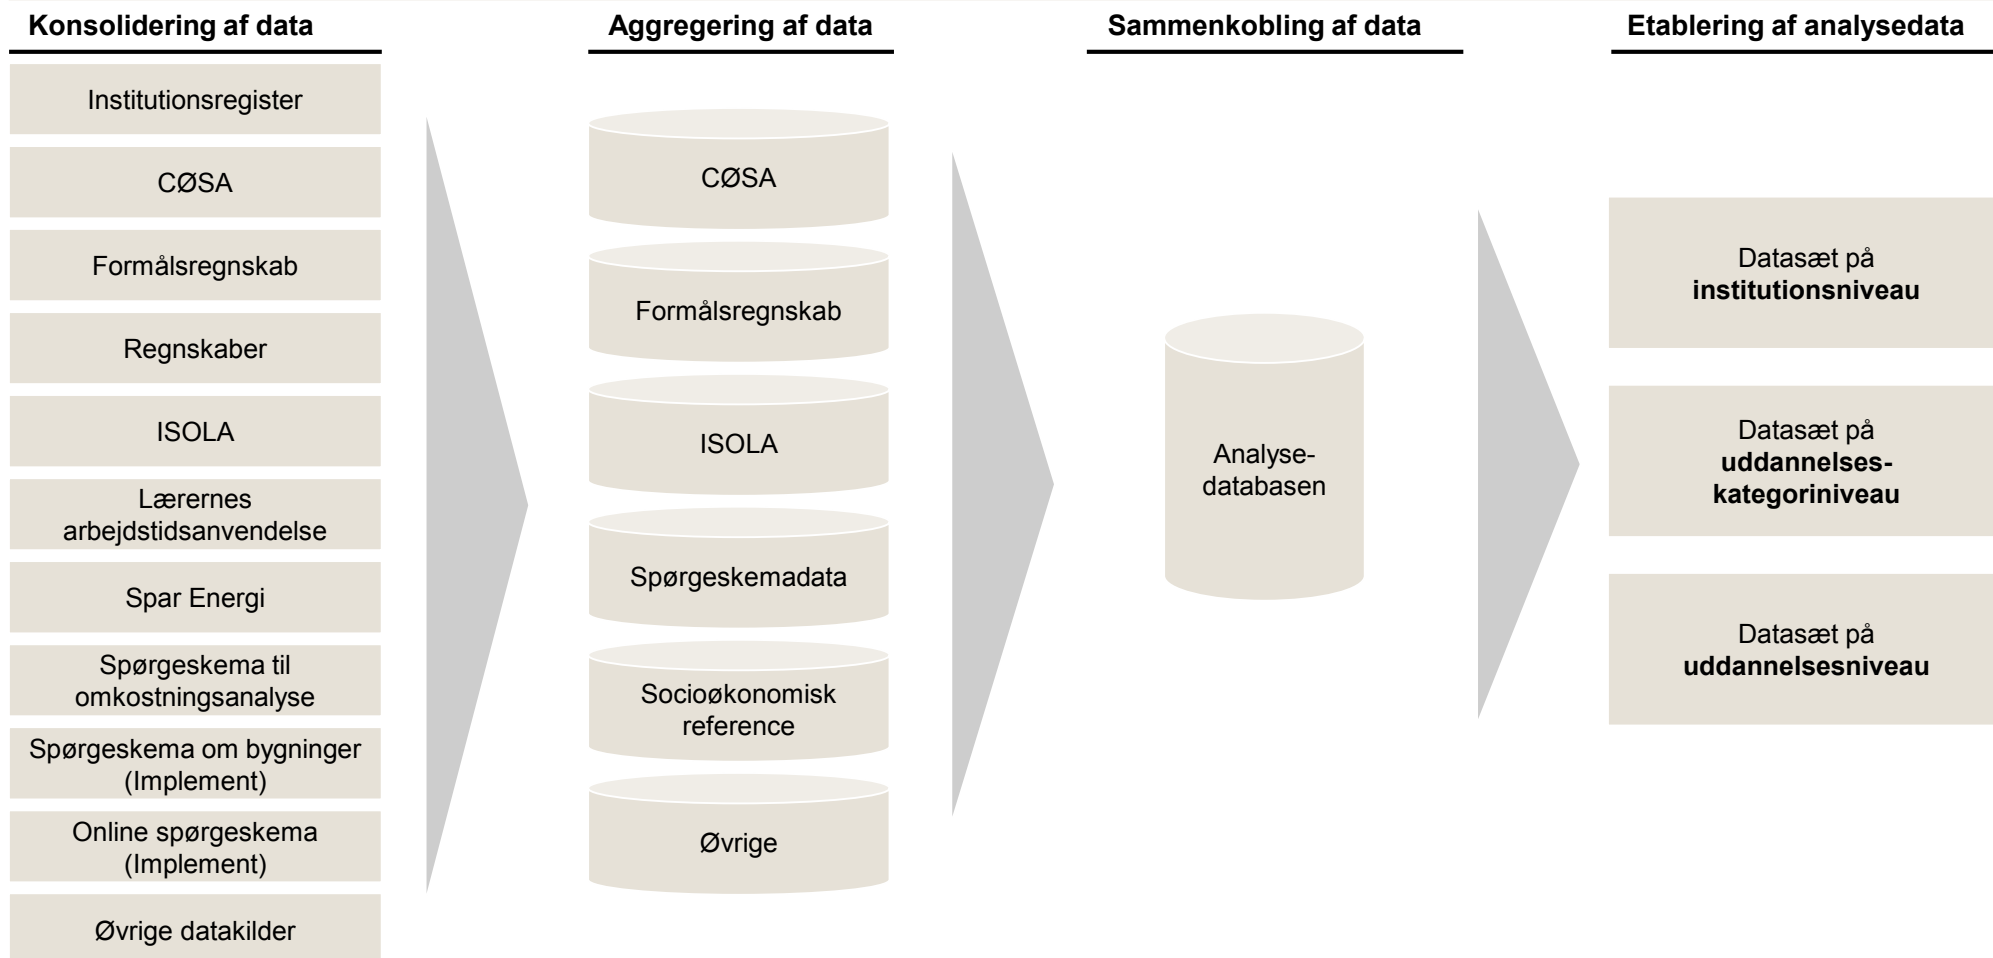 Konsolidering af data
Institutionsregister
CØSA
Formålsregnskab
Regnskaber
ISOLA
Lærernes
arbejdstidsanvendelse
Spar Energi
Spørgeskema til
omkostningsanalyse
Spørgeskema om bygninger
(Implement)
Online spørgeskema
(Implement)
Øvrige datakilder
Aggregering af data
CØSA
Formålsregnskab
ISOLA
Spørgeskemadata
Socioøkonomisk
reference
Øvrige
Sammenkobling af data
Analyse-
databasen
Etablering af analysedata
Datasæt på
institutionsniveau
Datasæt på
uddannelses-
kategoriniveau
Datasæt på
uddannelsesniveau